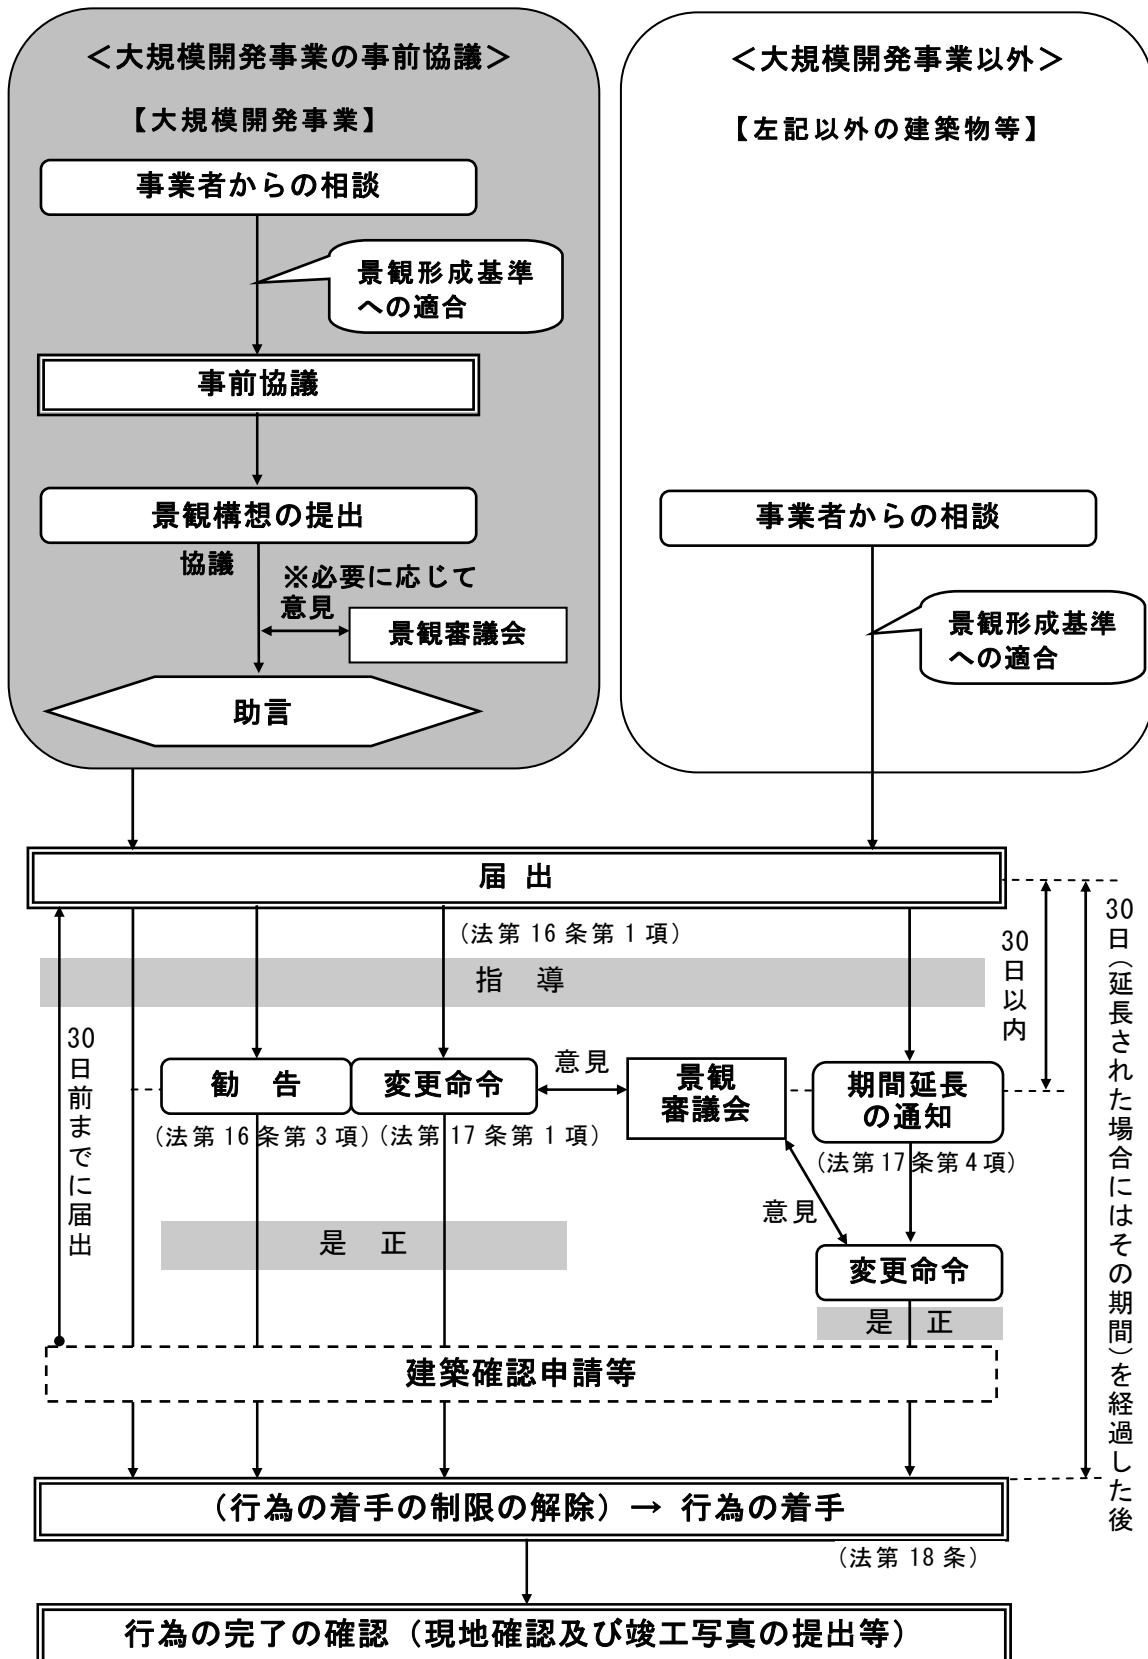 ＜大規模開発事業の事前協議＞
【大規模開発事業】
事業者からの相談
景観形成基準
への適合
事前協議
景観構想の提出
協議
※必要に応じて
意見
景観審議会
助言
＜大規模開発事業以外＞
【左記以外の建築物等】
事業者からの相談
景観形成基準
への適合
届 出
（法第 16 条第 1 項）
指 導
30日前までに届出
勧 告
（法第 16 条第 3 項）
変更命令
（法第 17 条第 1 項）
意見
景観
審議会
期間延長
の通知
（法第 17 条第 4 項）
30日以内
30日（延長された場合にはその期間）を経過した後
意見
是 正
変更命令
是 正
建築確認申請等
（行為の着手の制限の解除）→ 行為の着手
（法第 18 条）
行為の完了の確認（現地確認及び竣工写真の提出等）